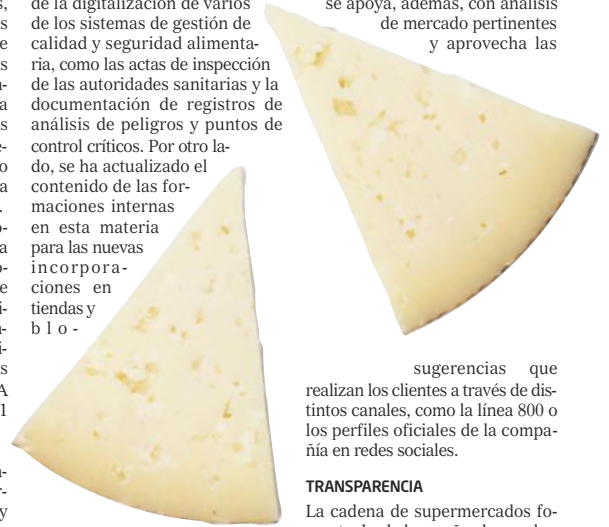 de la digitalización de varios
de los sistemas de gestión de
calidad y seguridad alimenta-
ria, como las actas de inspección
de las autoridades sanitarias y la
documentación de registros de
análisis de peligros y puntos de
control críticos. Por otro la-
do, se ha actualizado el
contenido de las for-
maciones internas
en esta materia
para las nuevas
incorpora-
ciones en
tiendas y
blo-
se apoya, además, con análisis
de mercado pertinentes
y aprovecha las
sugerencias que
realizan los clientes a través de dis-
tintos canales, como la línea 800 o
los perfiles oficiales de la compa-
ñía en redes sociales.
TRANSPARENCIA
La cadena de supermercados fo-